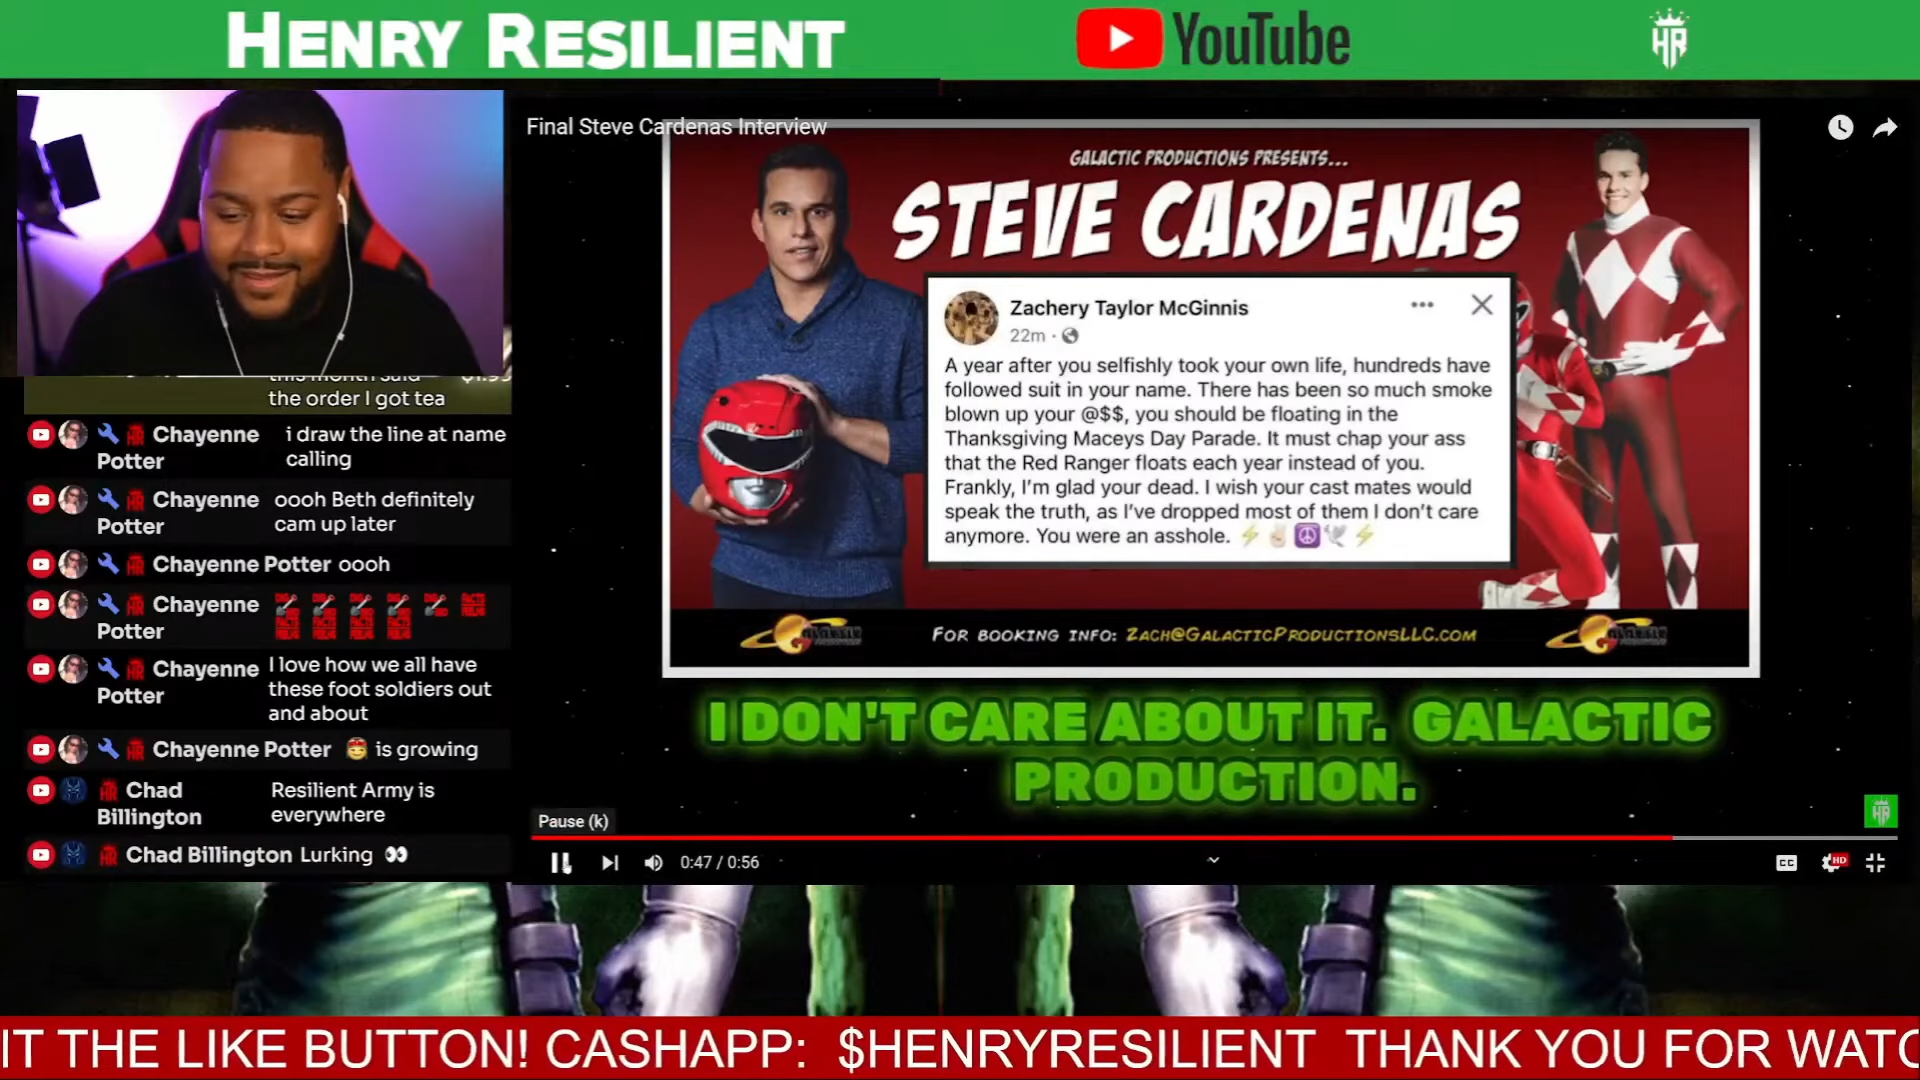 HENRY RESILIENT
YouTube
HR
Final Steve Cardenas Interview
GALACTIC PRODUCTIONS PRESENTS...
STEVE CARDENAS
Zachery Taylor McGinnis
22m ·
A year after you selfishly took your own life, hundreds have
followed suit in your name. There has been so much smoke
blown up your @$$, you should be floating in the
Thanksgiving Maceys Day Parade. It must chap your ass
that the Red Ranger floats each year instead of you.
Frankly, I'm glad your dead. I wish your cast mates would
speak the truth, as I've dropped most of them I don't care
anymore. You were an asshole.
FOR BOOKING INFO: ZACH@GALACTICPRODUCTIONSLLC.COM
I DON'T CARE ABOUT IT. GALACTIC
PRODUCTION.
this month said
the order I got tea
Chayenne Potter i draw the line at name
calling
Chayenne Potter oooh Beth definitely
cam up later
Chayenne Potter oooh
Chayenne Potter
Chayenne Potter I love how we all have
these foot soldiers out
and about
Chayenne Potter is growing
Chad Billington Resilient Army is
everywhere
Chad Billington Lurking 👀
Pause (k)
0:47 / 0:56
CC
HD
HR
IT THE LIKE BUTTON! CASHAPP: $HENRYRESILIENT THANK YOU FOR WATC